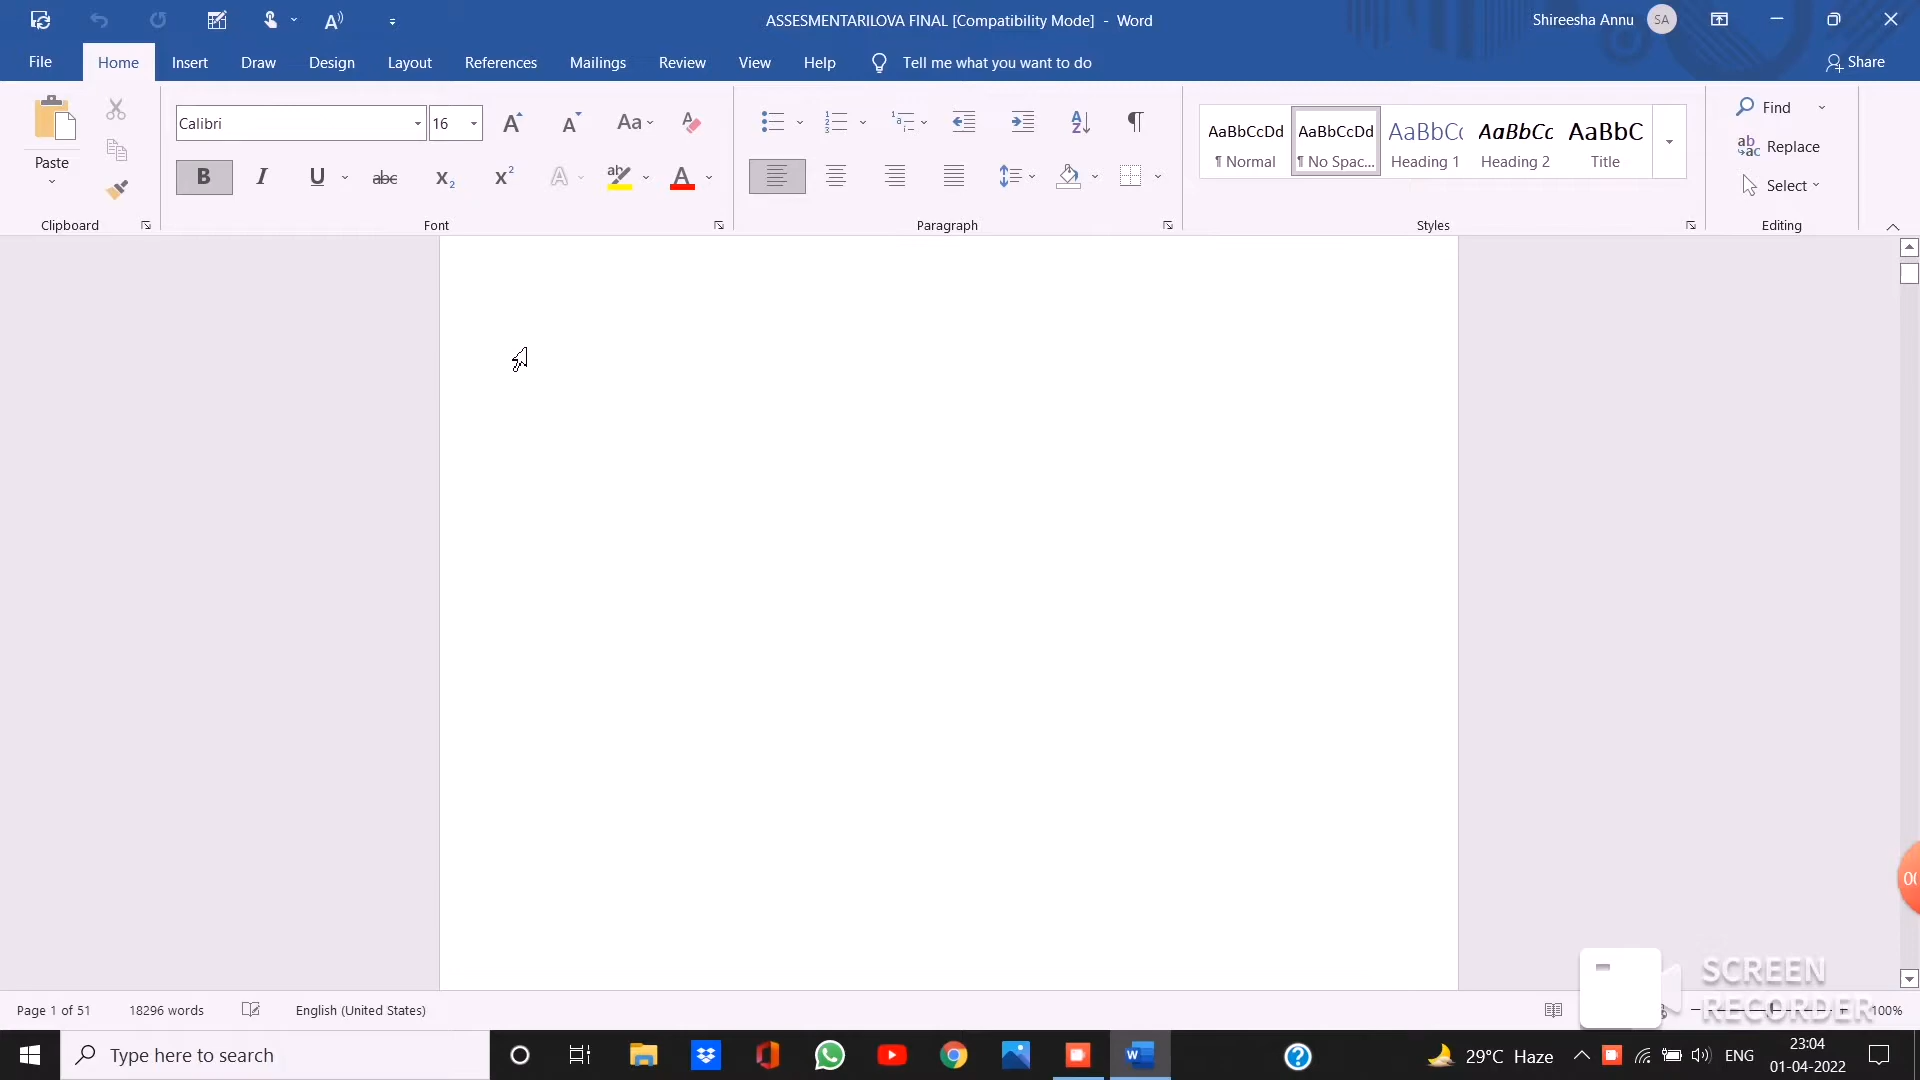 ASSESMENTARILOVA FINAL [Compatibility Mode] - Word
Shireesha Annu SA
File Home Insert Draw Design Layout References Mailings Review View Help Tell me what you want to do Share
Paste
Clipboard
Calibri 16
Font
Paragraph
AaBbCcDd AaBbCcDd AaBbCc AaBbCc AaBbC
¶ Normal ¶ No Spac... Heading 1 Heading 2 Title
Styles
Find
Replace
Select
Editing
00
SCREEN
RECORDER
Page 1 of 51 18296 words English (United States) 100%
Type here to search
29°C Haze ENG 23:04
01-04-2022